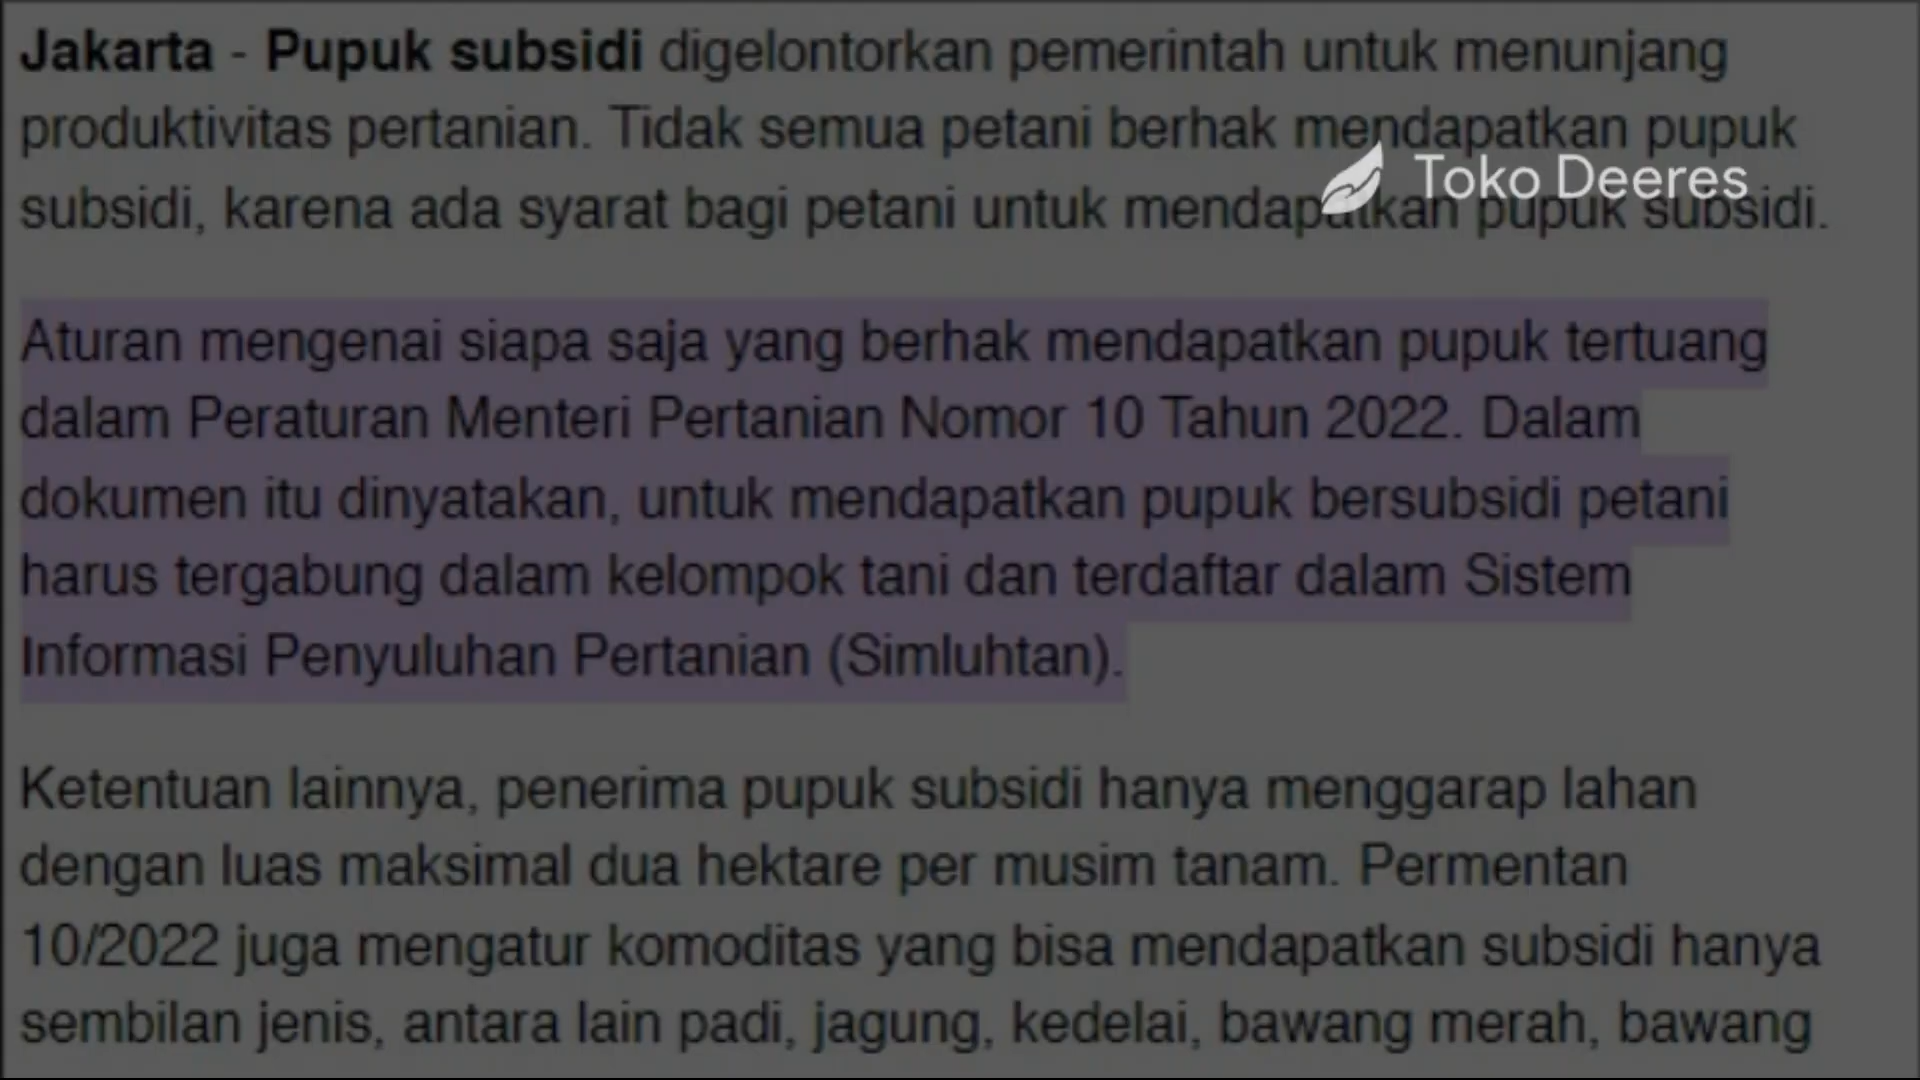 Jakarta - Pupuk subsidi digelontorkan pemerintah untuk menunjang
produktivitas pertanian. Tidak semua petani berhak mendapatkan pupuk
Toko Deeres
subsidi, karena ada syarat bagi petani untuk mendapatkan pupuk subsidi.
Aturan mengenai siapa saja yang berhak mendapatkan pupuk tertuang
dalam Peraturan Menteri Pertanian Nomor 10 Tahun 2022. Dalam
dokumen itu dinyatakan, untuk mendapatkan pupuk bersubsidi petani
harus tergabung dalam kelompok tani dan terdaftar dalam Sistem
Informasi Penyuluhan Pertanian (Simluhtan).
Ketentuan lainnya, penerima pupuk subsidi hanya menggarap lahan
dengan luas maksimal dua hektare per musim tanam. Permentan
10/2022 juga mengatur komoditas yang bisa mendapatkan subsidi hanya
sembilan jenis, antara lain padi, jagung, kedelai, bawang merah, bawang